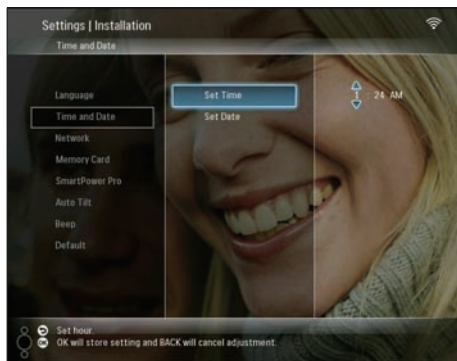 Settings | Installation
Time and Date
Language
Time and Date
Network
Memory Card
SmartPower Pro
Auto Tilt
Beep
Default
Set Time
Set Date
1 : 24 AM
Set hour.
OK will store setting and BACK will cancel adjustment.